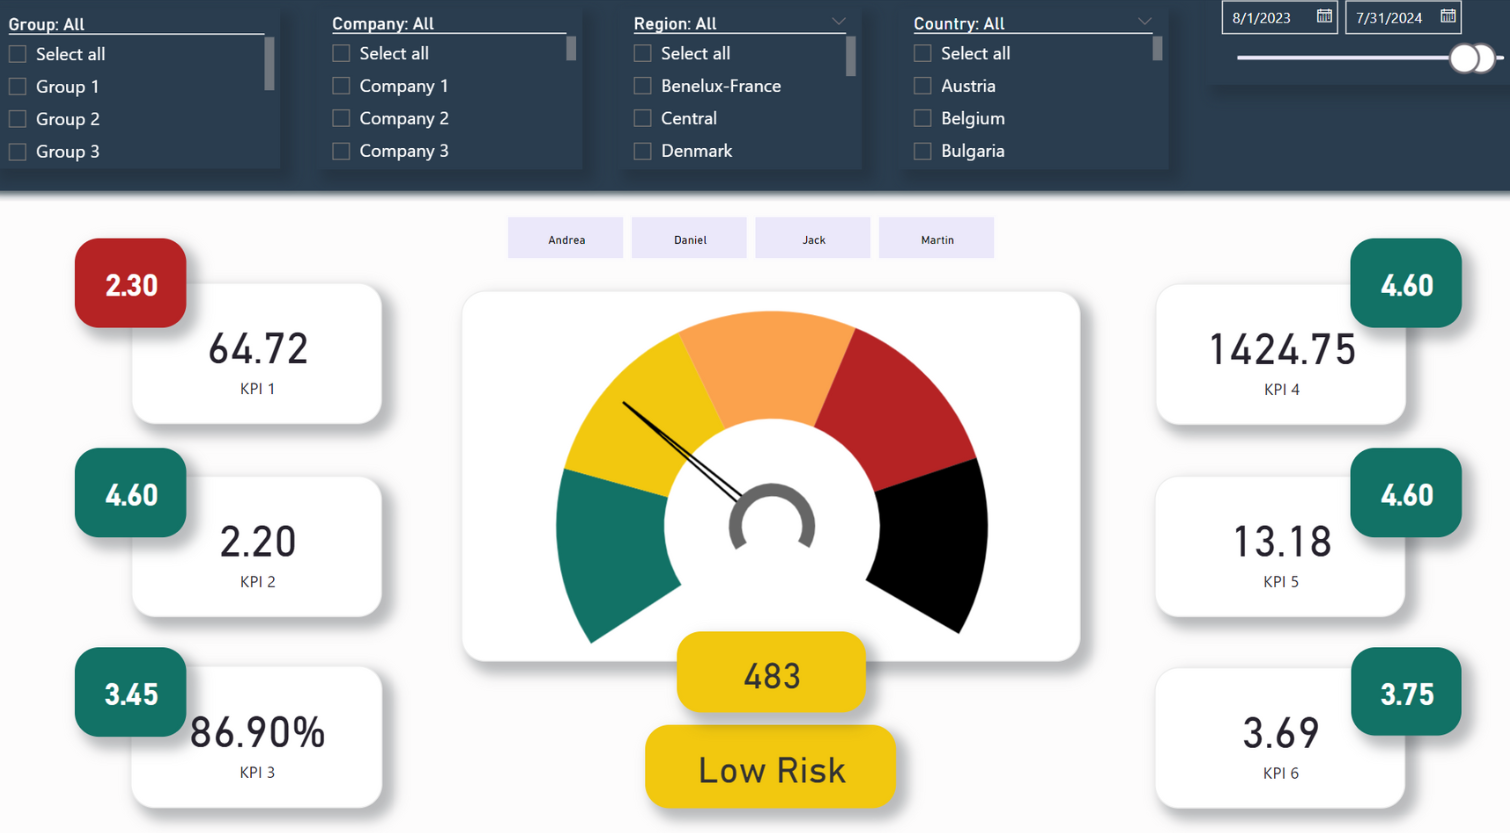 Group: All
Select all
Group 1
Group 2
Group 3
Company: All
Select all
Company 1
Company 2
Company 3
Region: All
Select all
Benelux-France
Central
Denmark
Country: All
Select all
Austria
Belgium
Bulgaria
8/1/2023
7/31/2024
Andrea
Daniel
Jack
Martin
2.30
64.72
KPI 1
4.60
2.20
KPI 2
3.45
86.90%
KPI 3
483
Low Risk
4.60
1424.75
KPI 4
4.60
13.18
KPI 5
3.75
3.69
KPI 6